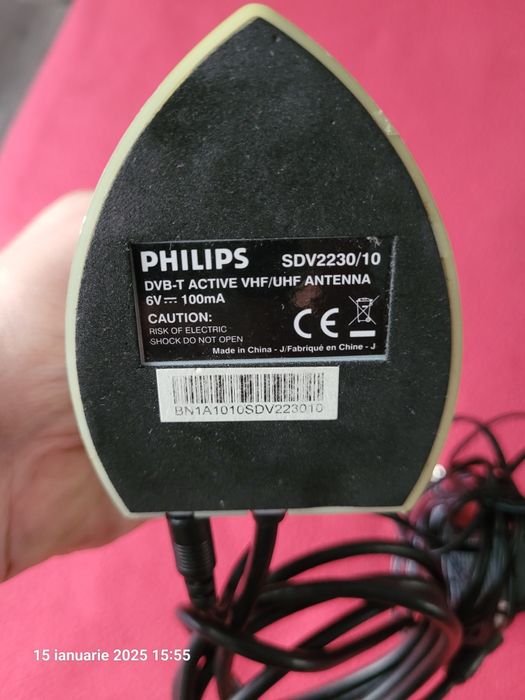 PHILIPS SDV2230/10
DVB-T ACTIVE VHF/UHF ANTENNA
6V⎓ 100mA
CAUTION:
RISK OF ELECTRIC
SHOCK DO NOT OPEN
CE
Made in China - J/Fabriqué en Chine - J
BN1A1010SDV223010
15 ianuarie 2025 15:55